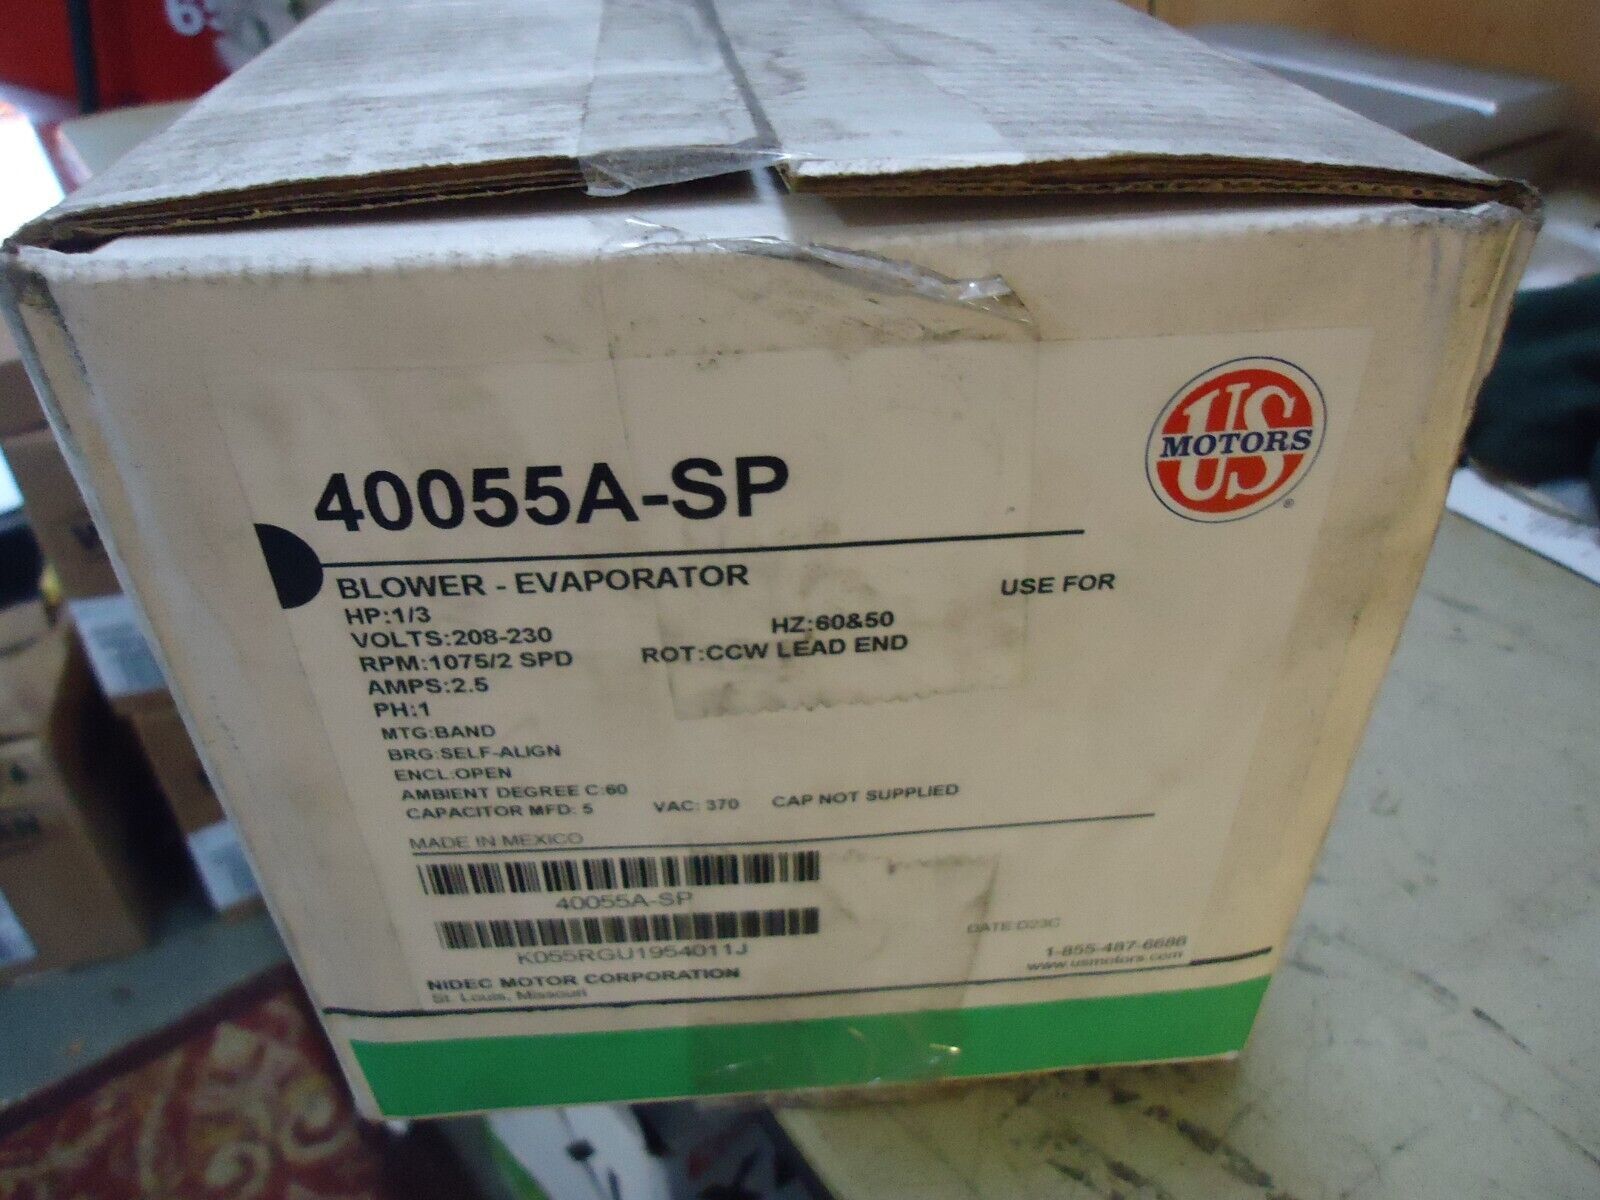 40055A-SP
US
MOTORS
®
BLOWER - EVAPORATOR
USE FOR
HP:1/3
VOLTS:208-230
HZ:60&50
RPM:1075/2 SPD
ROT:CCW LEAD END
AMPS:2.5
PH:1
MTG:BAND
BRG:SELF-ALIGN
ENCL:OPEN
AMBIENT DEGREE C:60
CAPACITOR MFD: 5 VAC: 370 CAP NOT SUPPLIED
MADE IN MEXICO
40055A-SP
K055RGU1954011J
DATE:D23C
NIDEC MOTOR CORPORATION
St. Louis, Missouri
1-855-487-6686
www.usmotors.com